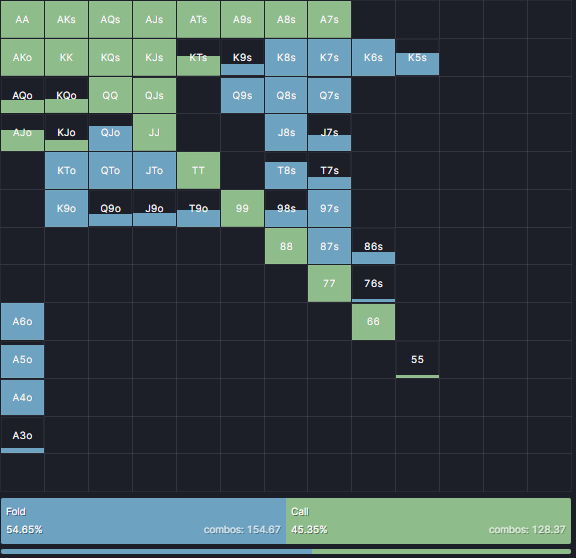 AA AKs AQs AJs ATs A9s A8s A7s
AKo KK KQs KJs KTs K9s K8s K7s K6s K5s
AQo KQo QQ QJs Q9s Q8s Q7s
AJo KJo QJo JJ J8s J7s
KTo QTo JTo TT T8s T7s
K9o Q9o J9o T9o 99 98s 97s
88 87s 86s
77 76s
A6o 66
A5o 55
A4o
A3o
Fold Call
54.65% combos: 154.67 45.35% combos: 128.37